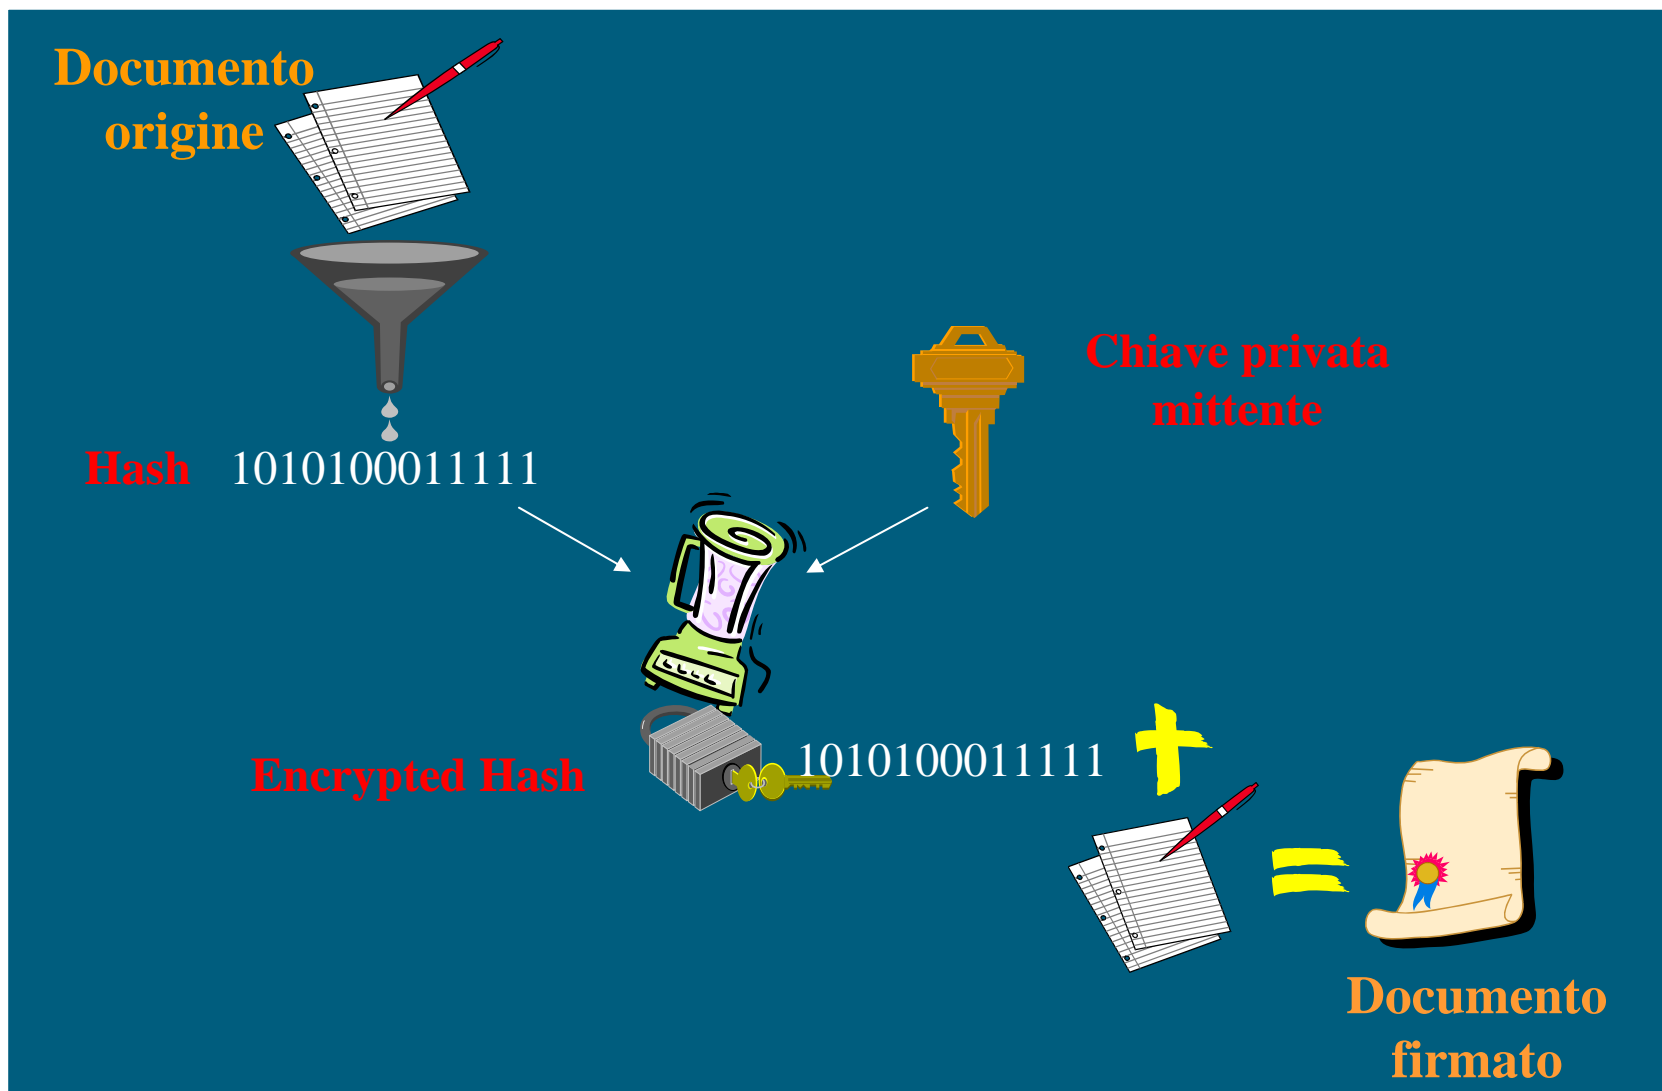 Documento
origine
Chiave privata
mittente
Hash 1010100011111
Encrypted Hash 1010100011111
Documento
firmato